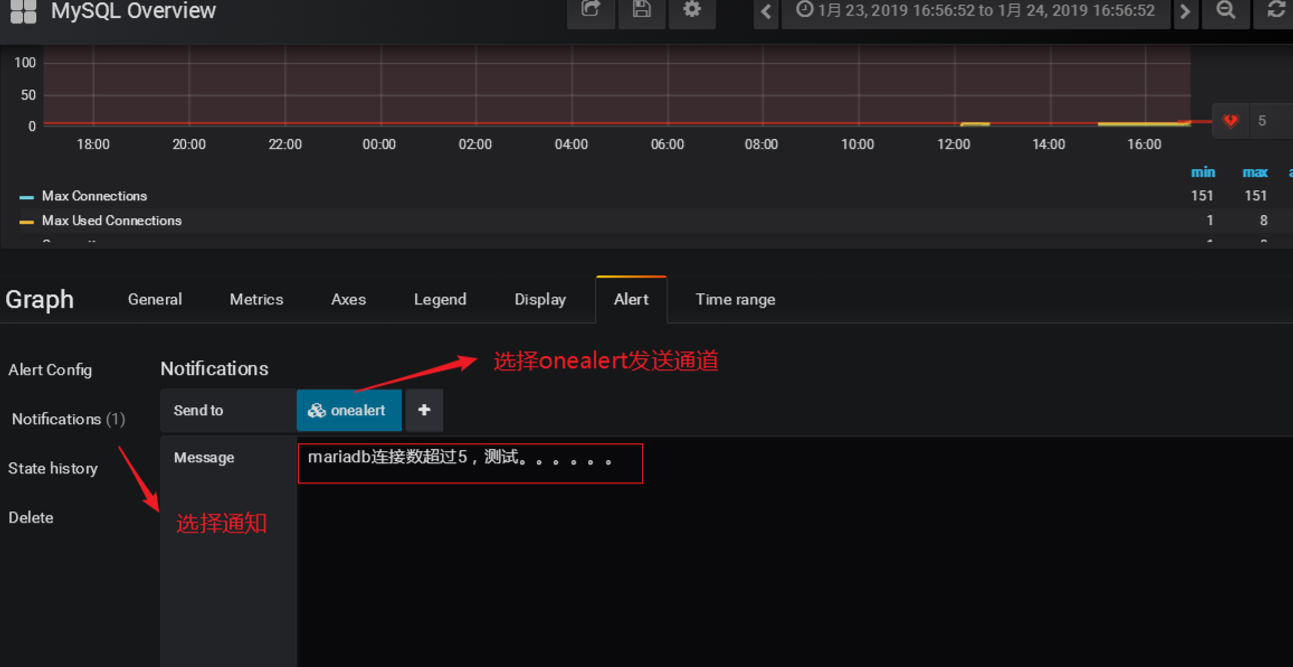 MySQL Overview
1月 23, 2019 16:56:52 to 1月 24, 2019 16:56:52
100
50
0
5
18:00 20:00 22:00 00:00 02:00 04:00 06:00 08:00 10:00 12:00 14:00 16:00
min max
Max Connections 151 151
Max Used Connections 1 8
Graph General Metrics Axes Legend Display Alert Time range
Alert Config
Notifications (1)
State history
Delete
Notifications
选择onealert发送通道
Send to onealert +
Message mariadb连接数超过5，测试。。。。。。
选择通知